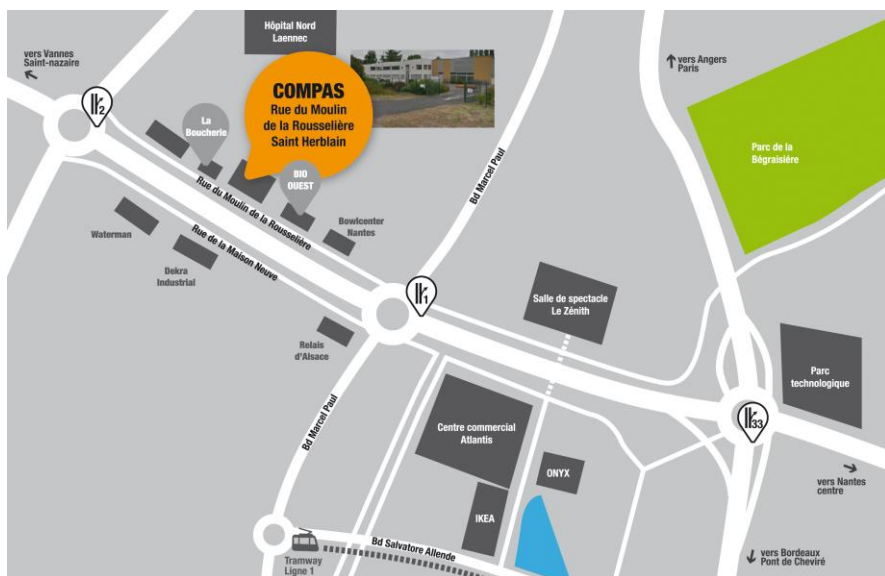 Hôpital Nord
Laennec
vers Vannes
Saint-nazaire
vers Angers
Paris
2
COMPAS
Rue du Moulin
de la Rousselière
Saint Herblain
La
Boucherie
BIO
OUEST
Parc de la
Bégraisiére
Bd Marcel Paul
Rue du Moulin de la Rousselière
Bowlcenter
Nantes
Waterman
Rue de la Maison Neuve
Dekra
Industrial
1
Salle de spectacle
Le Zénith
Relais
d'Alsace
Parc
technologique
Bd Marcel Paul
Centre commercial
Atlantis
33
ONYX
vers Nantes
centre
IKEA
Bd Salvatore Allende
Tramway
Ligne 1
vers Bordeaux
Pont de Cheviré